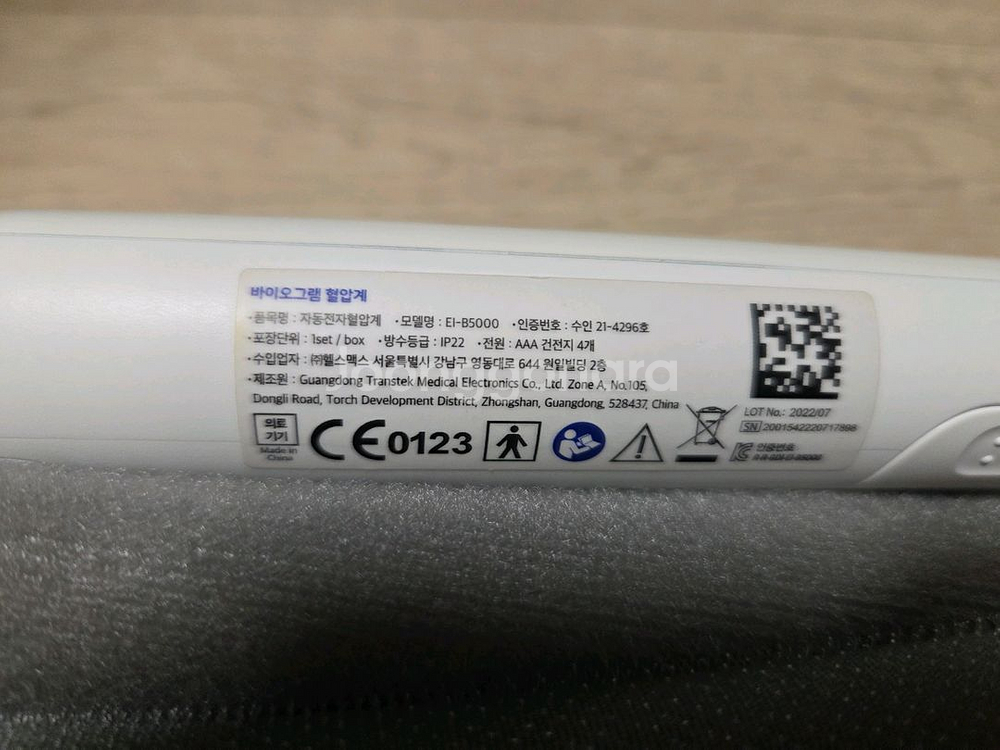 바이오그램 혈압계
·품목명 : 자동전자혈압계 ·모델명 : EI-B5000 ·인증번호 : 수인 21-4296호
·포장단위 : 1set / box ·방수등급 : IP22 ·전원 : AAA 건전지 4개
·수입업자 : ㈜헬스맥스 서울특별시 강남구 영동대로 644 원일빌딩 2층
·제조원 : Guangdong Transtek Medical Electronics Co., Ltd. Zone A, No.105,
Dongli Road, Torch Development District, Zhongshan, Guangdong, 528437, China
의료
기기
Made in
China
CE0123
LOT No.: 2022/07
SN 2001542220717898
인증번호
Joonggonara